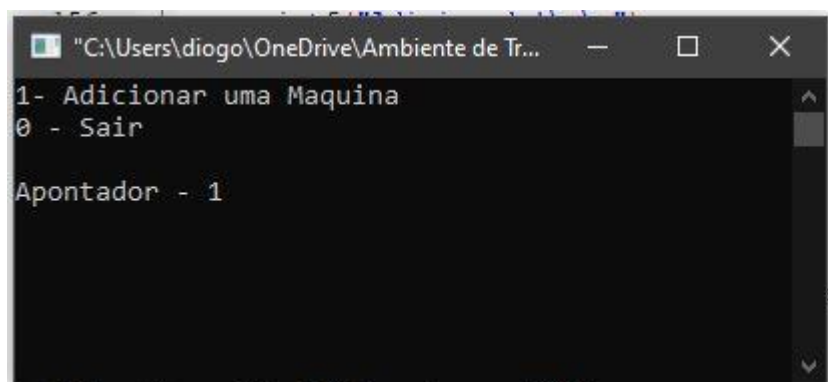 "C:\Users\diogo\OneDrive\Ambiente de Tr...
1- Adicionar uma Maquina
0 - Sair
Apontador - 1